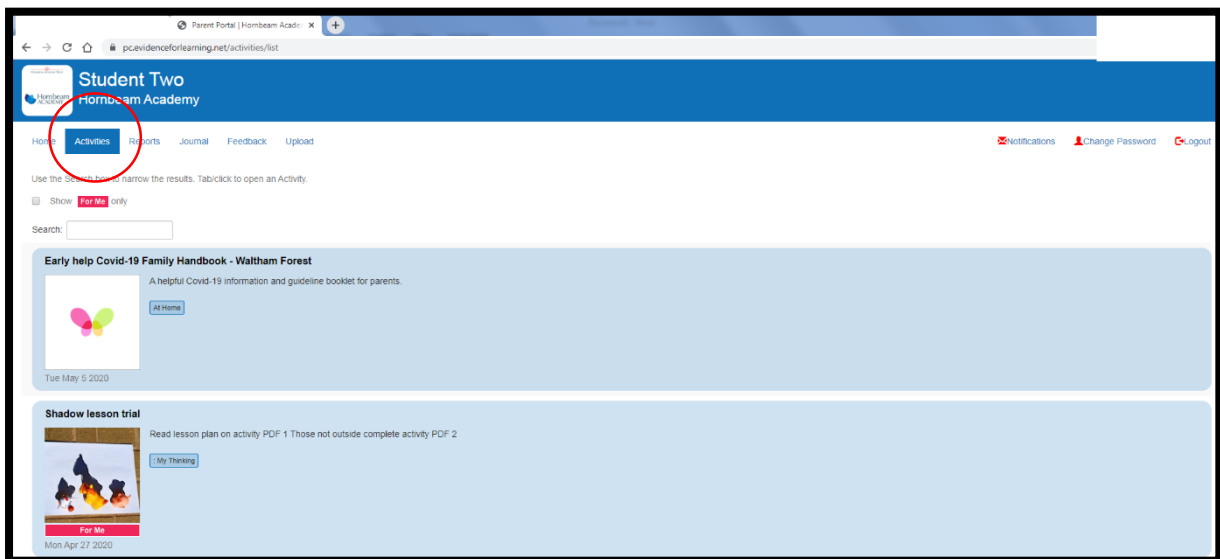 Parent Portal | Hornbeam Acade
pc.evidenceforlearning.net/activities/list
Student Two
Hornbeam Academy
Hornbeam
ACADEMY
Home Activities Reports Journal Feedback Upload Notifications Change Password Logout
Use the Search box to narrow the results. Tab/click to open an Activity.
Show For Me only
Search:
Early help Covid-19 Family Handbook - Waltham Forest
A helpful Covid-19 information and guideline booklet for parents.
At Home
Tue May 5 2020
Shadow lesson trial
Read lesson plan on activity PDF 1 Those not outside complete activity PDF 2
: My Thinking
For Me
Mon Apr 27 2020